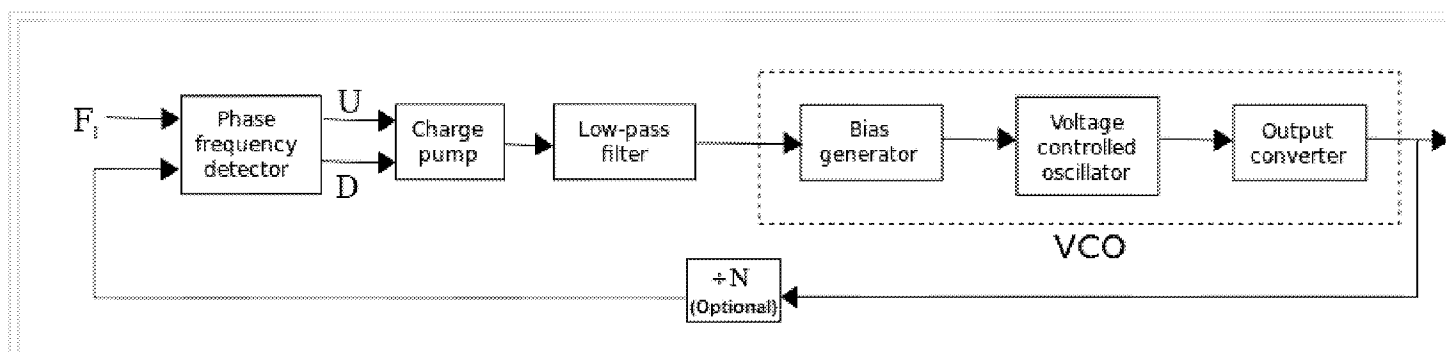 F
Phase
frequency
detector
U
D
Charge
pump
Low-pass
filter
Bias
generator
Voltage
controlled
oscillator
Output
converter
VCO
÷N
(Optional)